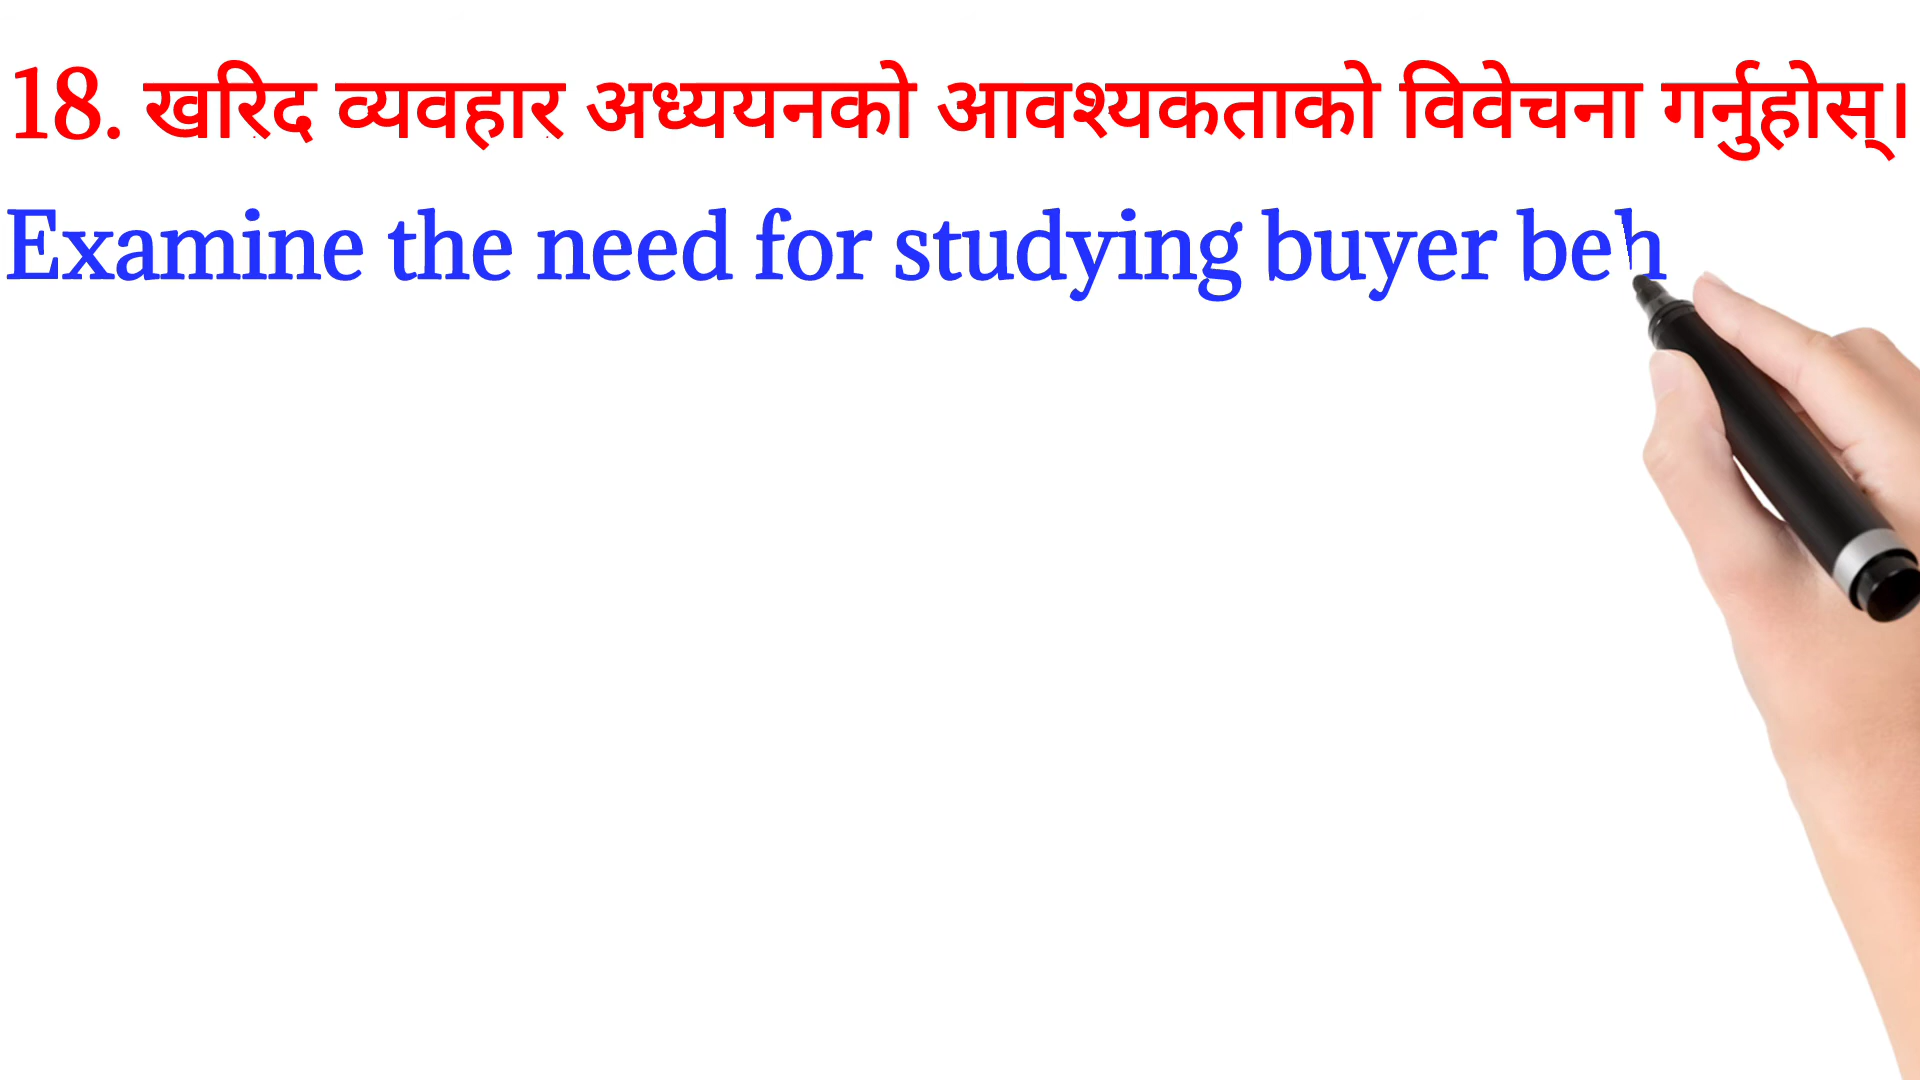 18. खरिद व्यवहार अध्ययनको आवश्यकताको विवेचना गर्नुहोस्।
Examine the need for studying buyer beh